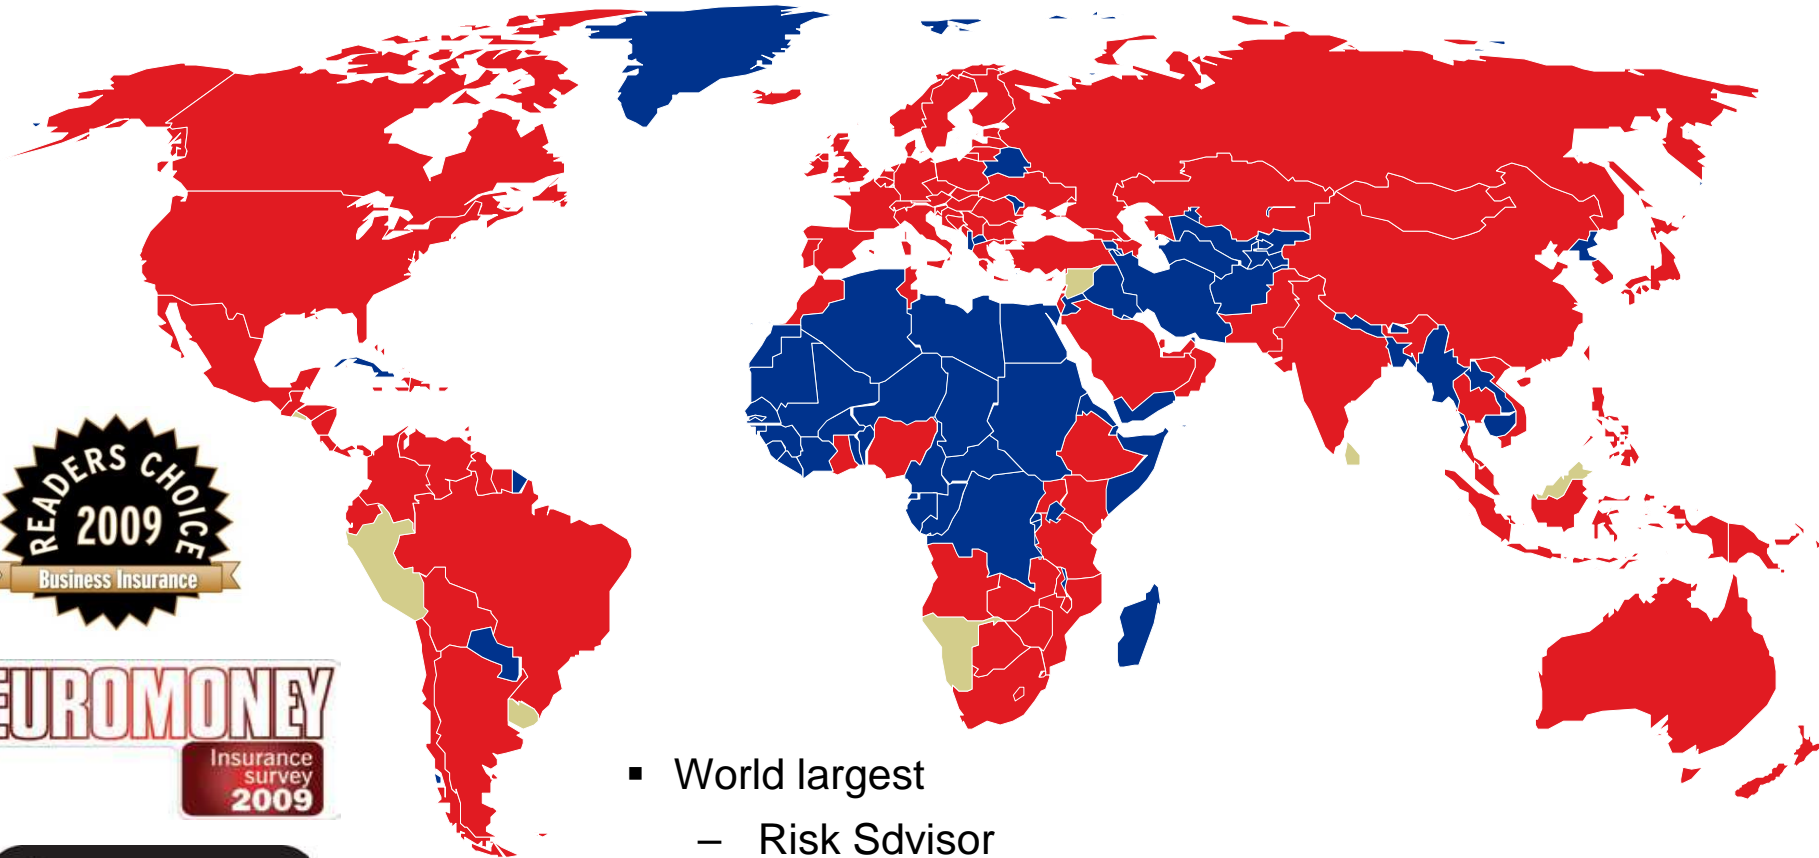 READERS CHOICE
2009
Business Insurance
EUROMONEY
Insurance
survey
2009
▪ World largest
– Risk Sdvisor